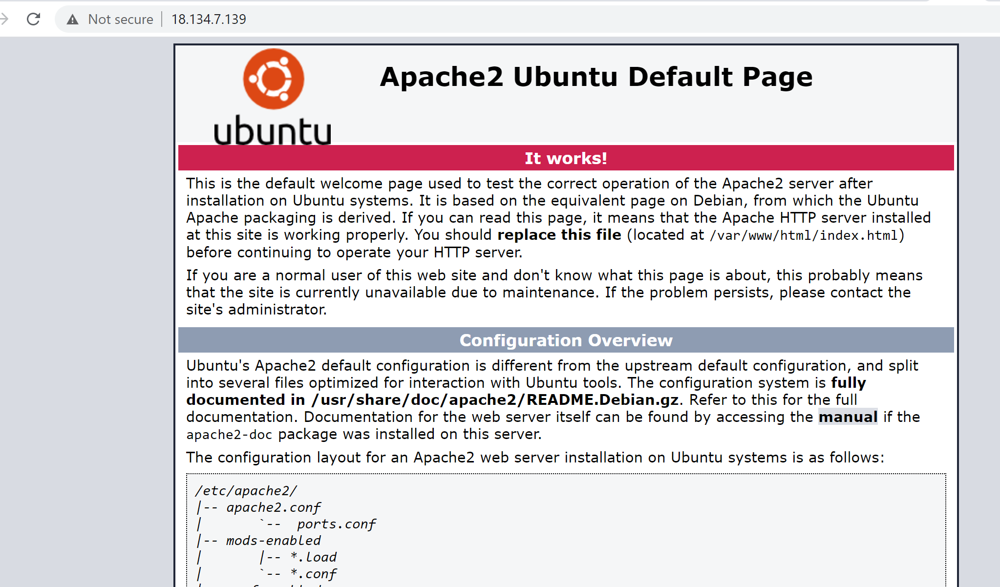 Not secure 18.134.7.139
Apache2 Ubuntu Default Page
ubuntu
It works!
This is the default welcome page used to test the correct operation of the Apache2 server after
installation on Ubuntu systems. It is based on the equivalent page on Debian, from which the Ubuntu
Apache packaging is derived. If you can read this page, it means that the Apache HTTP server installed
at this site is working properly. You should replace this file (located at /var/www/html/index.html)
before continuing to operate your HTTP server.
If you are a normal user of this web site and don't know what this page is about, this probably means
that the site is currently unavailable due to maintenance. If the problem persists, please contact the
site's administrator.
Configuration Overview
Ubuntu's Apache2 default configuration is different from the upstream default configuration, and split
into several files optimized for interaction with Ubuntu tools. The configuration system is fully
documented in /usr/share/doc/apache2/README.Debian.gz. Refer to this for the full
documentation. Documentation for the web server itself can be found by accessing the manual if the
apache2-doc package was installed on this server.
The configuration layout for an Apache2 web server installation on Ubuntu systems is as follows:
/etc/apache2/
|-- apache2.conf
|       `--  ports.conf
|-- mods-enabled
|       |-- *.load
|       `-- *.conf